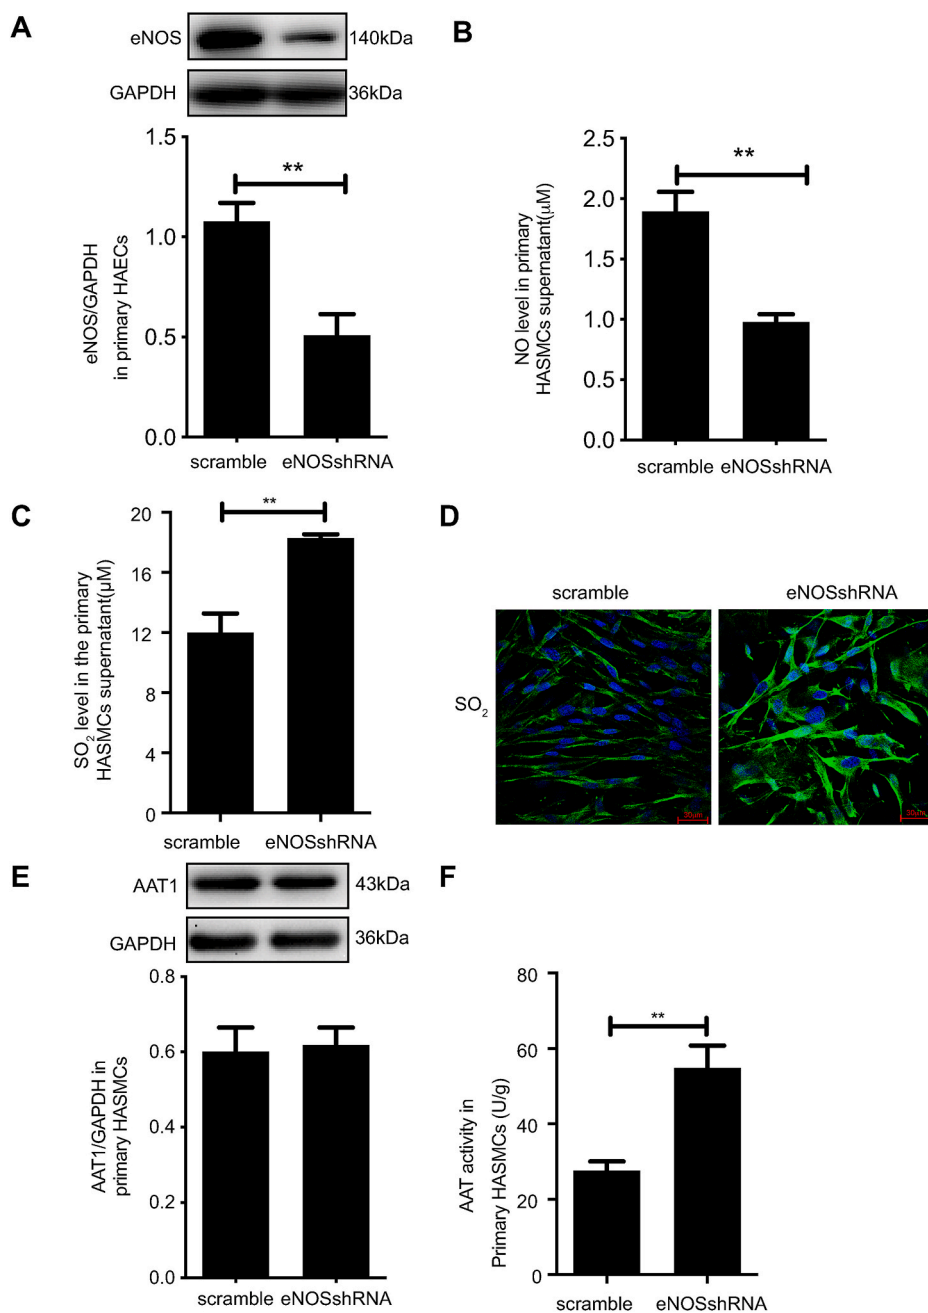 A
eNOS
140kDa
GAPDH
36kDa
1.5
1.0
0.5
0.0
**
eNOS/GAPDH
in primary HAECs
scramble
eNOSshRNA
B
2.5
2.0
1.5
1.0
0.5
0.0
**
NO level in primary
HASMCs supernatant(μM)
scramble
eNOSshRNA
C
20
16
12
8
4
0
**
SO2 level in the primary
HASMCs supernatant(μM)
scramble
eNOSshRNA
D
scramble
eNOSshRNA
SO2
30μm
E
AAT1
43kDa
GAPDH
36kDa
0.8
0.6
0.4
0.2
0.0
AAT1/GAPDH in
primary HASMCs
scramble
eNOSshRNA
F
80
60
40
20
0
**
AAT activity in
Primary HASMCs (U/g)
scramble
eNOSshRNA